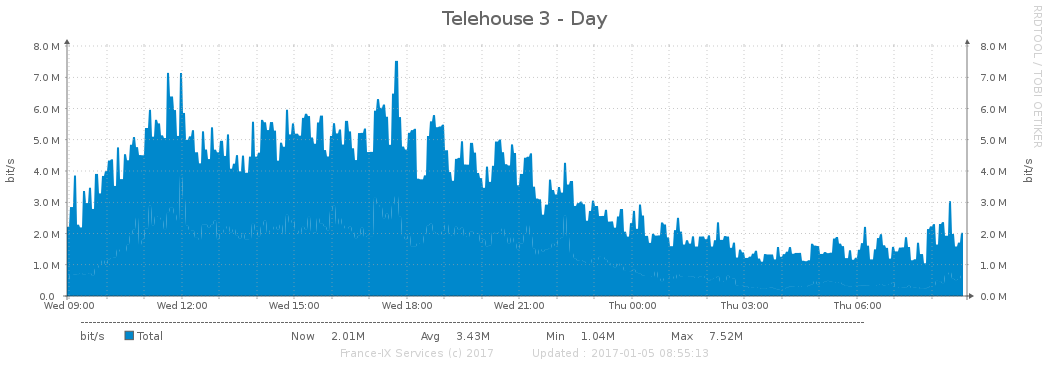 Telehouse 3 - Day
RRDTOOL / TOBI OETIKER
bit/s
8.0 M
7.0 M
6.0 M
5.0 M
4.0 M
3.0 M
2.0 M
1.0 M
0.0
8.0 M
7.0 M
6.0 M
5.0 M
4.0 M
3.0 M
2.0 M
1.0 M
0.0 M
bit/s
Wed 09:00 Wed 12:00 Wed 15:00 Wed 18:00 Wed 21:00 Thu 00:00 Thu 03:00 Thu 06:00
bit/s Total Now 2.01M Avg 3.43M Min 1.04M Max 7.52M
France-IX Services (c) 2017 Updated : 2017-01-05 08:55:13